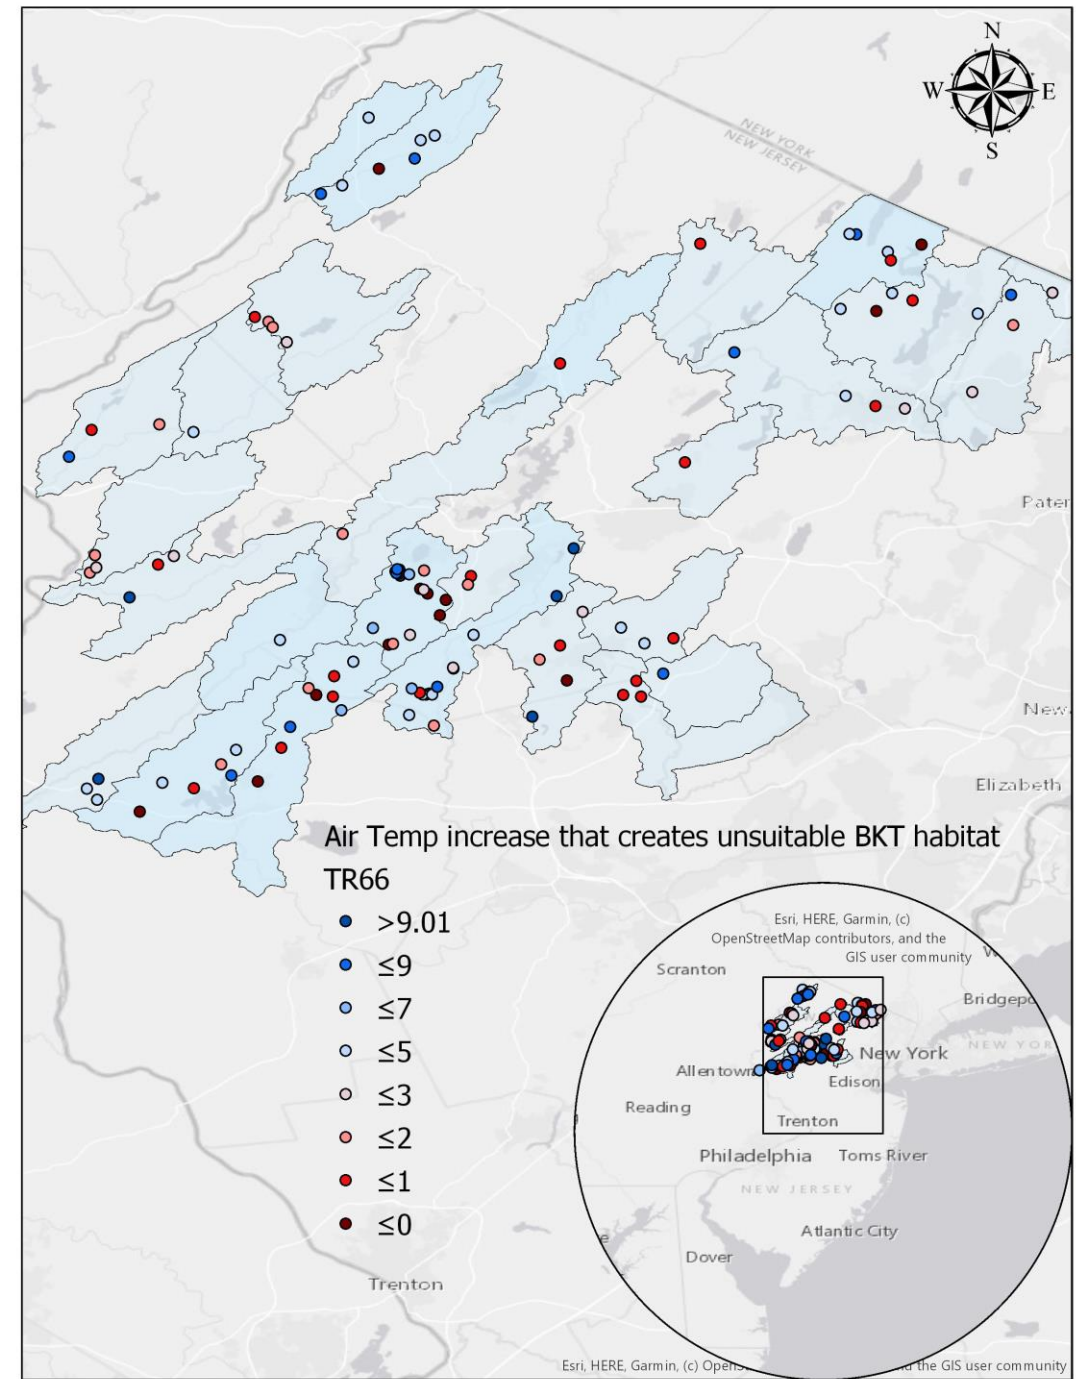 N
W E
S
NEW YORK
NEW JERSEY
Pater
New
Elizabeth
Air Temp increase that creates unsuitable BKT habitat
TR66
>9.01
≤9
≤7
≤5
≤3
≤2
≤1
≤0
Trenton
Esri, HERE, Garmin, (c)
OpenStreetMap contributors, and the
GIS user community
Scranton
Bridgepo
NEW YOR
New York
Allentown
Edison
Reading
Trenton
Philadelphia Toms River
NEW JERSEY
Atlantic City
Dover
Esri, HERE, Garmin, (c) OpenS
the GIS user community